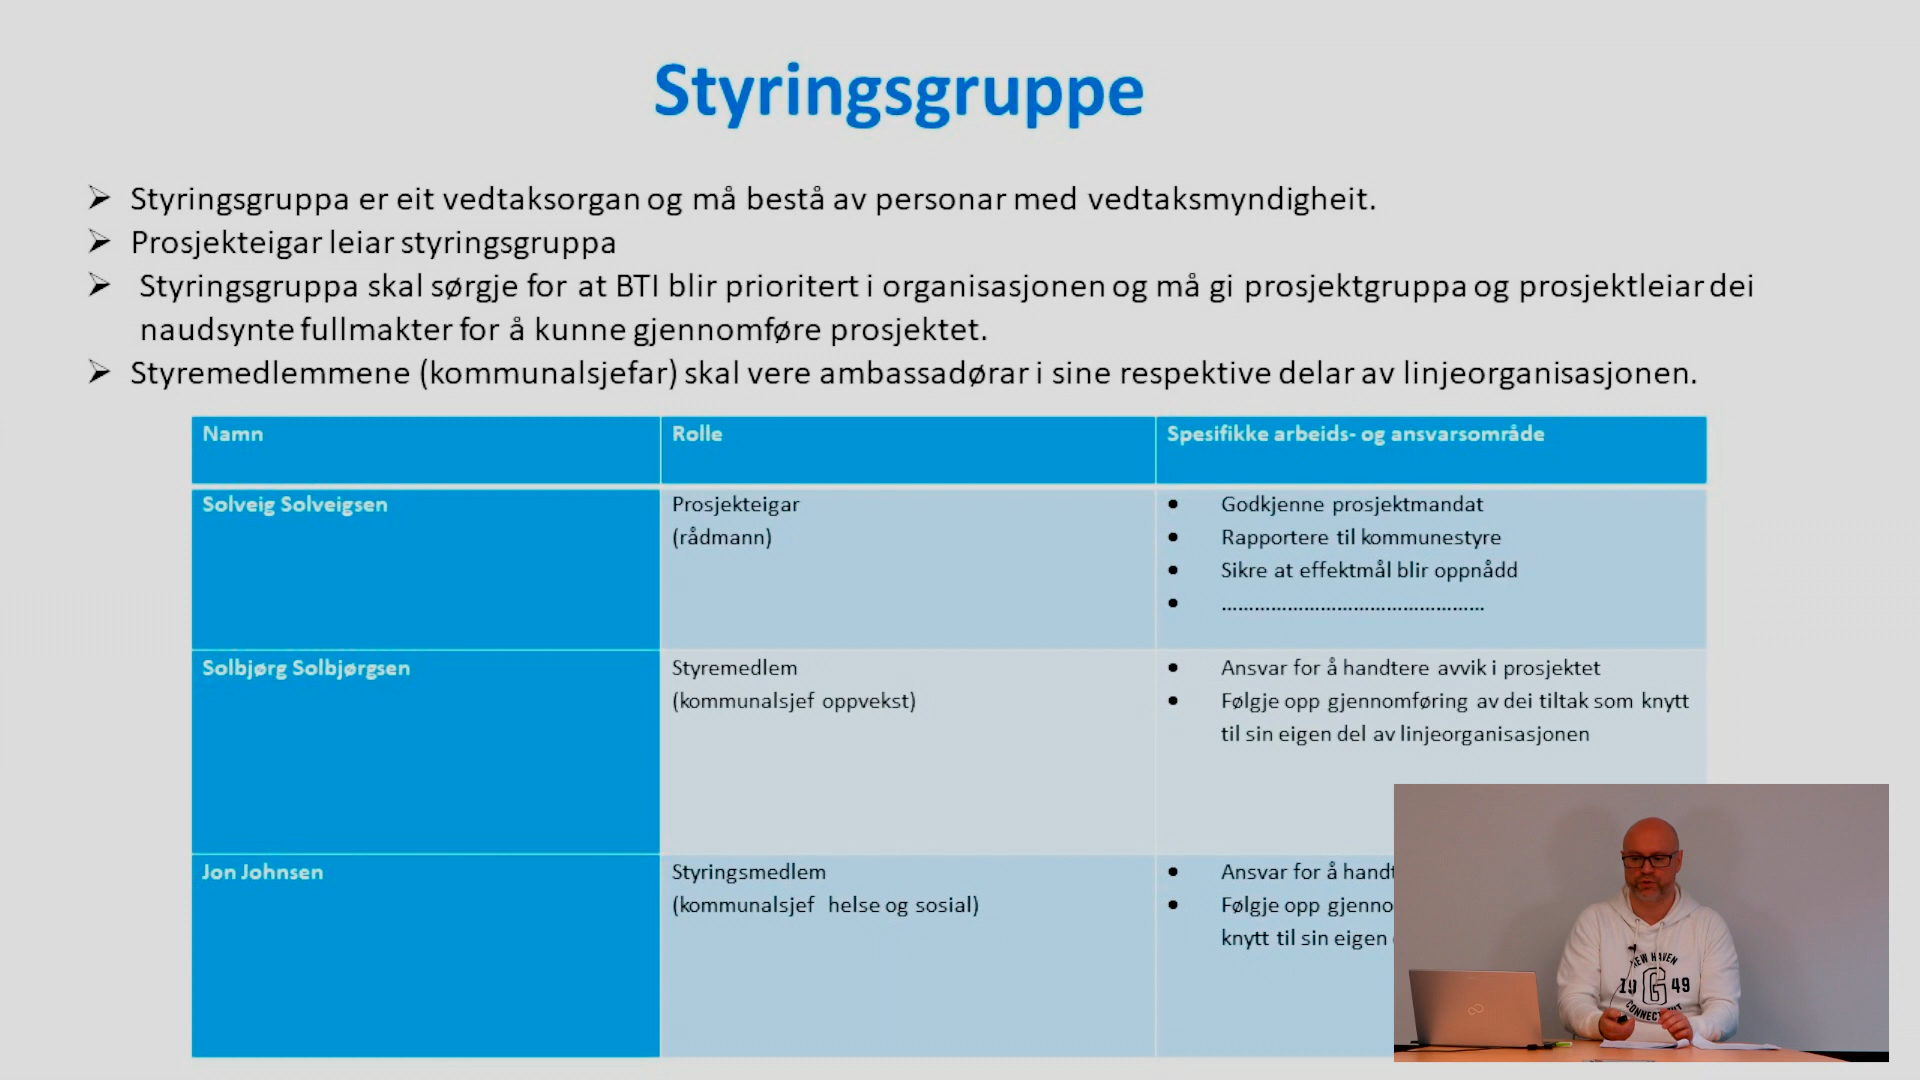 Styringsgruppe
Styringsgruppa er eit vedtaksorgan og må bestå av personar med vedtaksmyndigheit.
Prosjekteigar leiar styringsgruppa
Styringsgruppa skal sørgje for at BTI blir prioritert i organisasjonen og må gi prosjektgruppa og prosjektleiar dei
naudsynte fullmakter for å kunne gjennomføre prosjektet.
Styremedlemmene (kommunalsjefar) skal vere ambassadørar i sine respektive delar av linjeorganisasjonen.
Namn
Rolle
Spesifikke arbeids- og ansvarsområde
Solveig Solveigsen
Prosjekteigar
(rådmann)
Godkjenne prosjektmandat
Rapportere til kommunestyre
Sikre at effektmål blir oppnådd
................................................
Solbjørg Solbjørgsen
Styremedlem
(kommunalsjef oppvekst)
Ansvar for å handtere avvik i prosjektet
Følgje opp gjennomføring av dei tiltak som knytt
til sin eigen del av linjeorganisasjonen
Jon Johnsen
Styringsmedlem
(kommunalsjef helse og sosial)
Ansvar for å
Følgje opp
knytt til sin eigen
NEW HAVEN
19 G 49